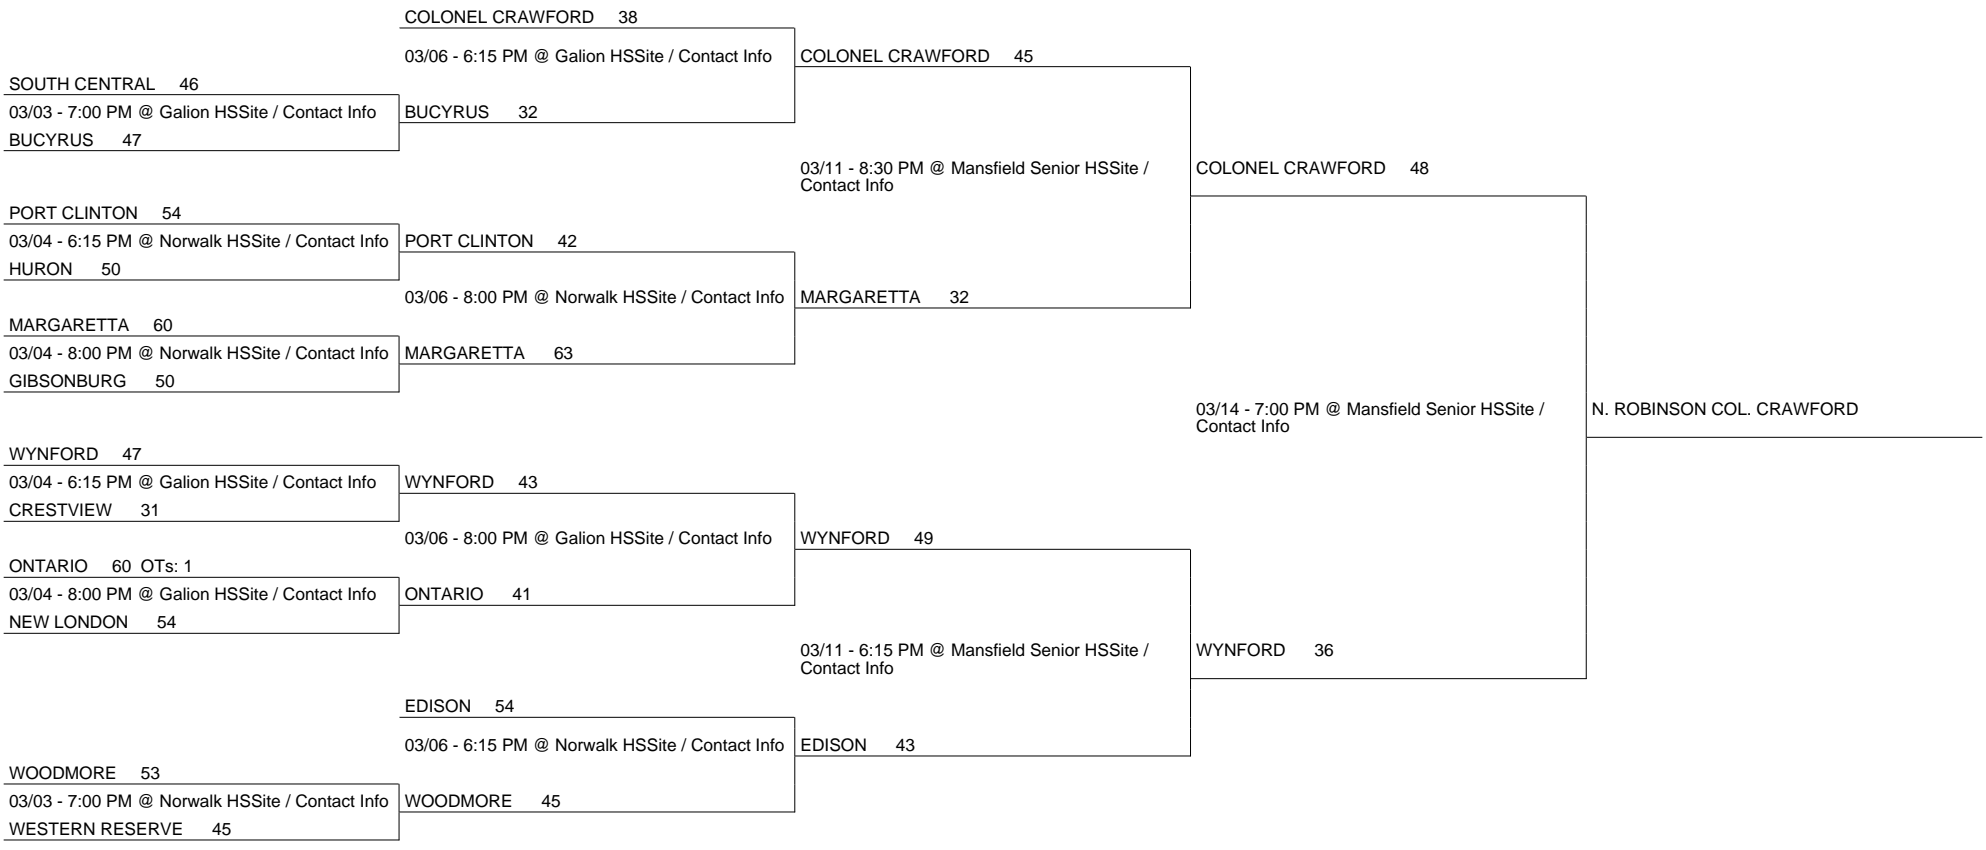 COLONEL CRAWFORD 38
03/06 - 6:15 PM @ Galion HSSite / Contact Info
COLONEL CRAWFORD 45
SOUTH CENTRAL 46
03/03 - 7:00 PM @ Galion HSSite / Contact Info
BUCYRUS 32
BUCYRUS 47
03/11 - 8:30 PM @ Mansfield Senior HSSite /
Contact Info
COLONEL CRAWFORD 48
PORT CLINTON 54
03/04 - 6:15 PM @ Norwalk HSSite / Contact Info
PORT CLINTON 42
HURON 50
03/06 - 8:00 PM @ Norwalk HSSite / Contact Info
MARGARETTA 32
MARGARETTA 60
03/04 - 8:00 PM @ Norwalk HSSite / Contact Info
MARGARETTA 63
GIBSONBURG 50
03/14 - 7:00 PM @ Mansfield Senior HSSite /
Contact Info
N. ROBINSON COL. CRAWFORD
WYNFORD 47
03/04 - 6:15 PM @ Galion HSSite / Contact Info
WYNFORD 43
CRESTVIEW 31
03/06 - 8:00 PM @ Galion HSSite / Contact Info
WYNFORD 49
ONTARIO 60 OTs: 1
03/04 - 8:00 PM @ Galion HSSite / Contact Info
ONTARIO 41
NEW LONDON 54
03/11 - 6:15 PM @ Mansfield Senior HSSite /
Contact Info
WYNFORD 36
EDISON 54
03/06 - 6:15 PM @ Norwalk HSSite / Contact Info
EDISON 43
WOODMORE 53
03/03 - 7:00 PM @ Norwalk HSSite / Contact Info
WOODMORE 45
WESTERN RESERVE 45